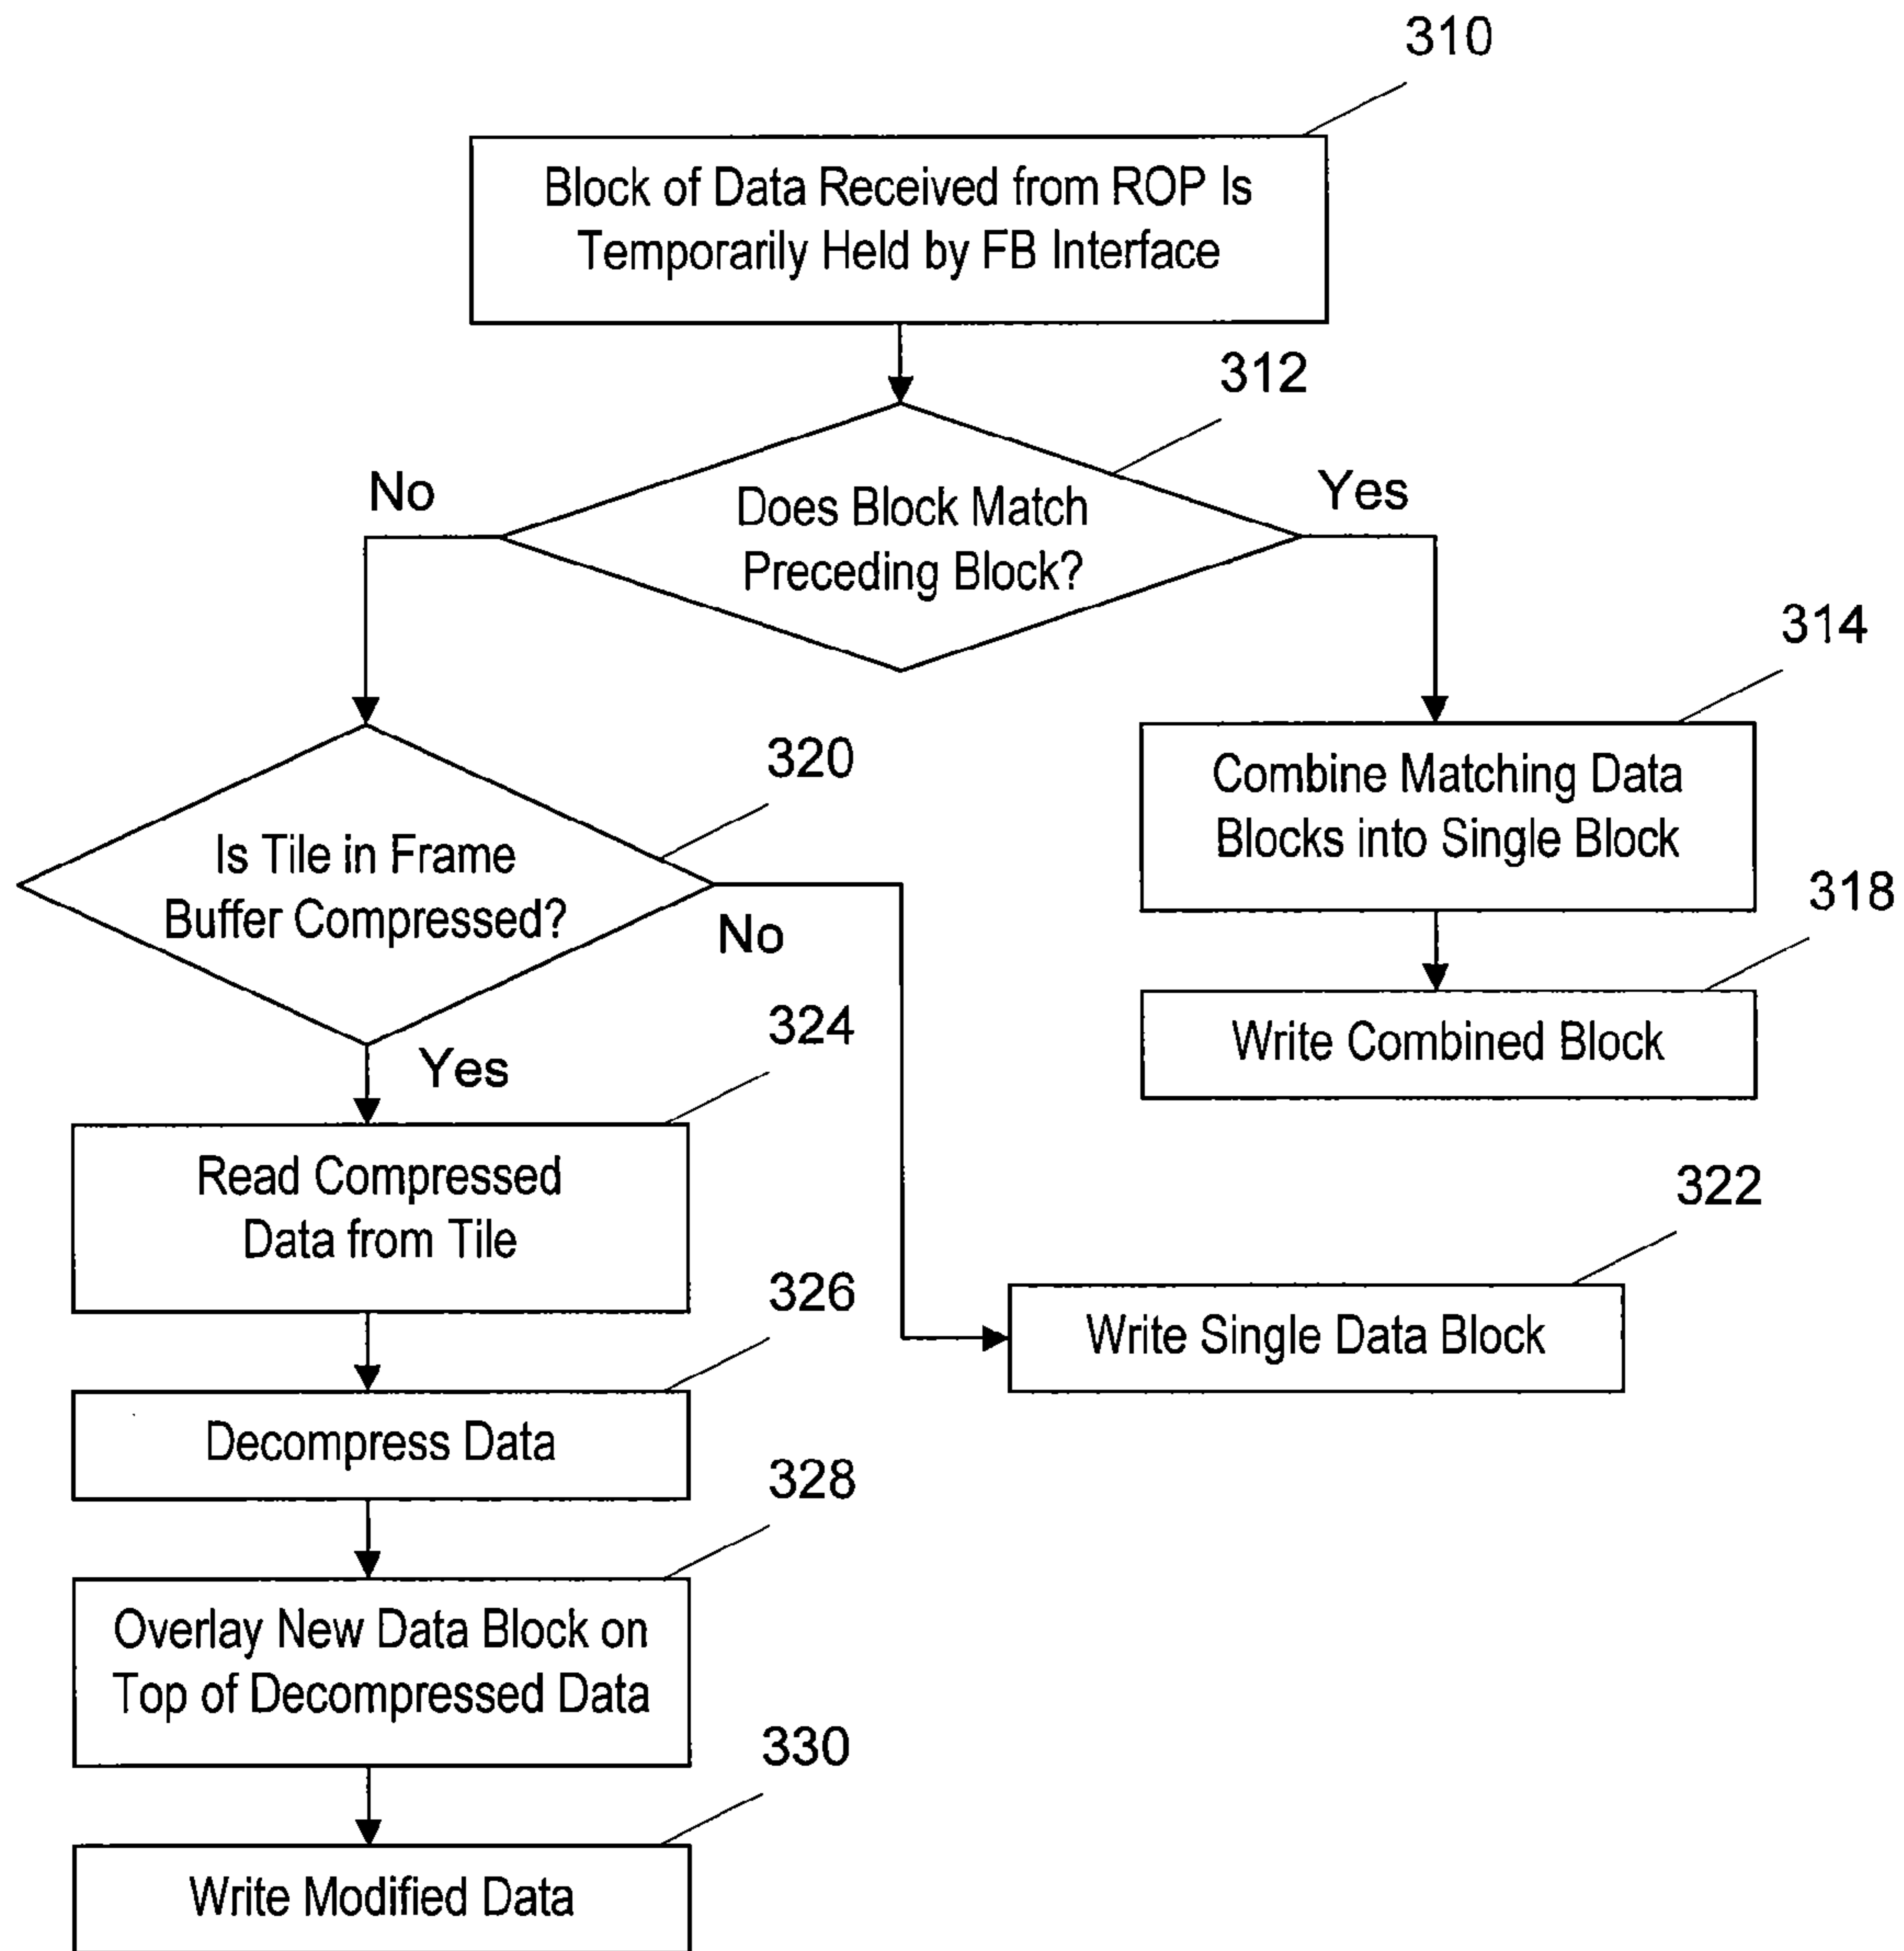 310
Block of Data Received from ROP Is
Temporarily Held by FB Interface
312
No
Does Block Match
Preceding Block?
Yes
314
Combine Matching Data
Blocks into Single Block
320
Is Tile in Frame
Buffer Compressed?
No
318
Write Combined Block
324
Yes
Read Compressed
Data from Tile
322
Write Single Data Block
326
Decompress Data
328
Overlay New Data Block on
Top of Decompressed Data
330
Write Modified Data